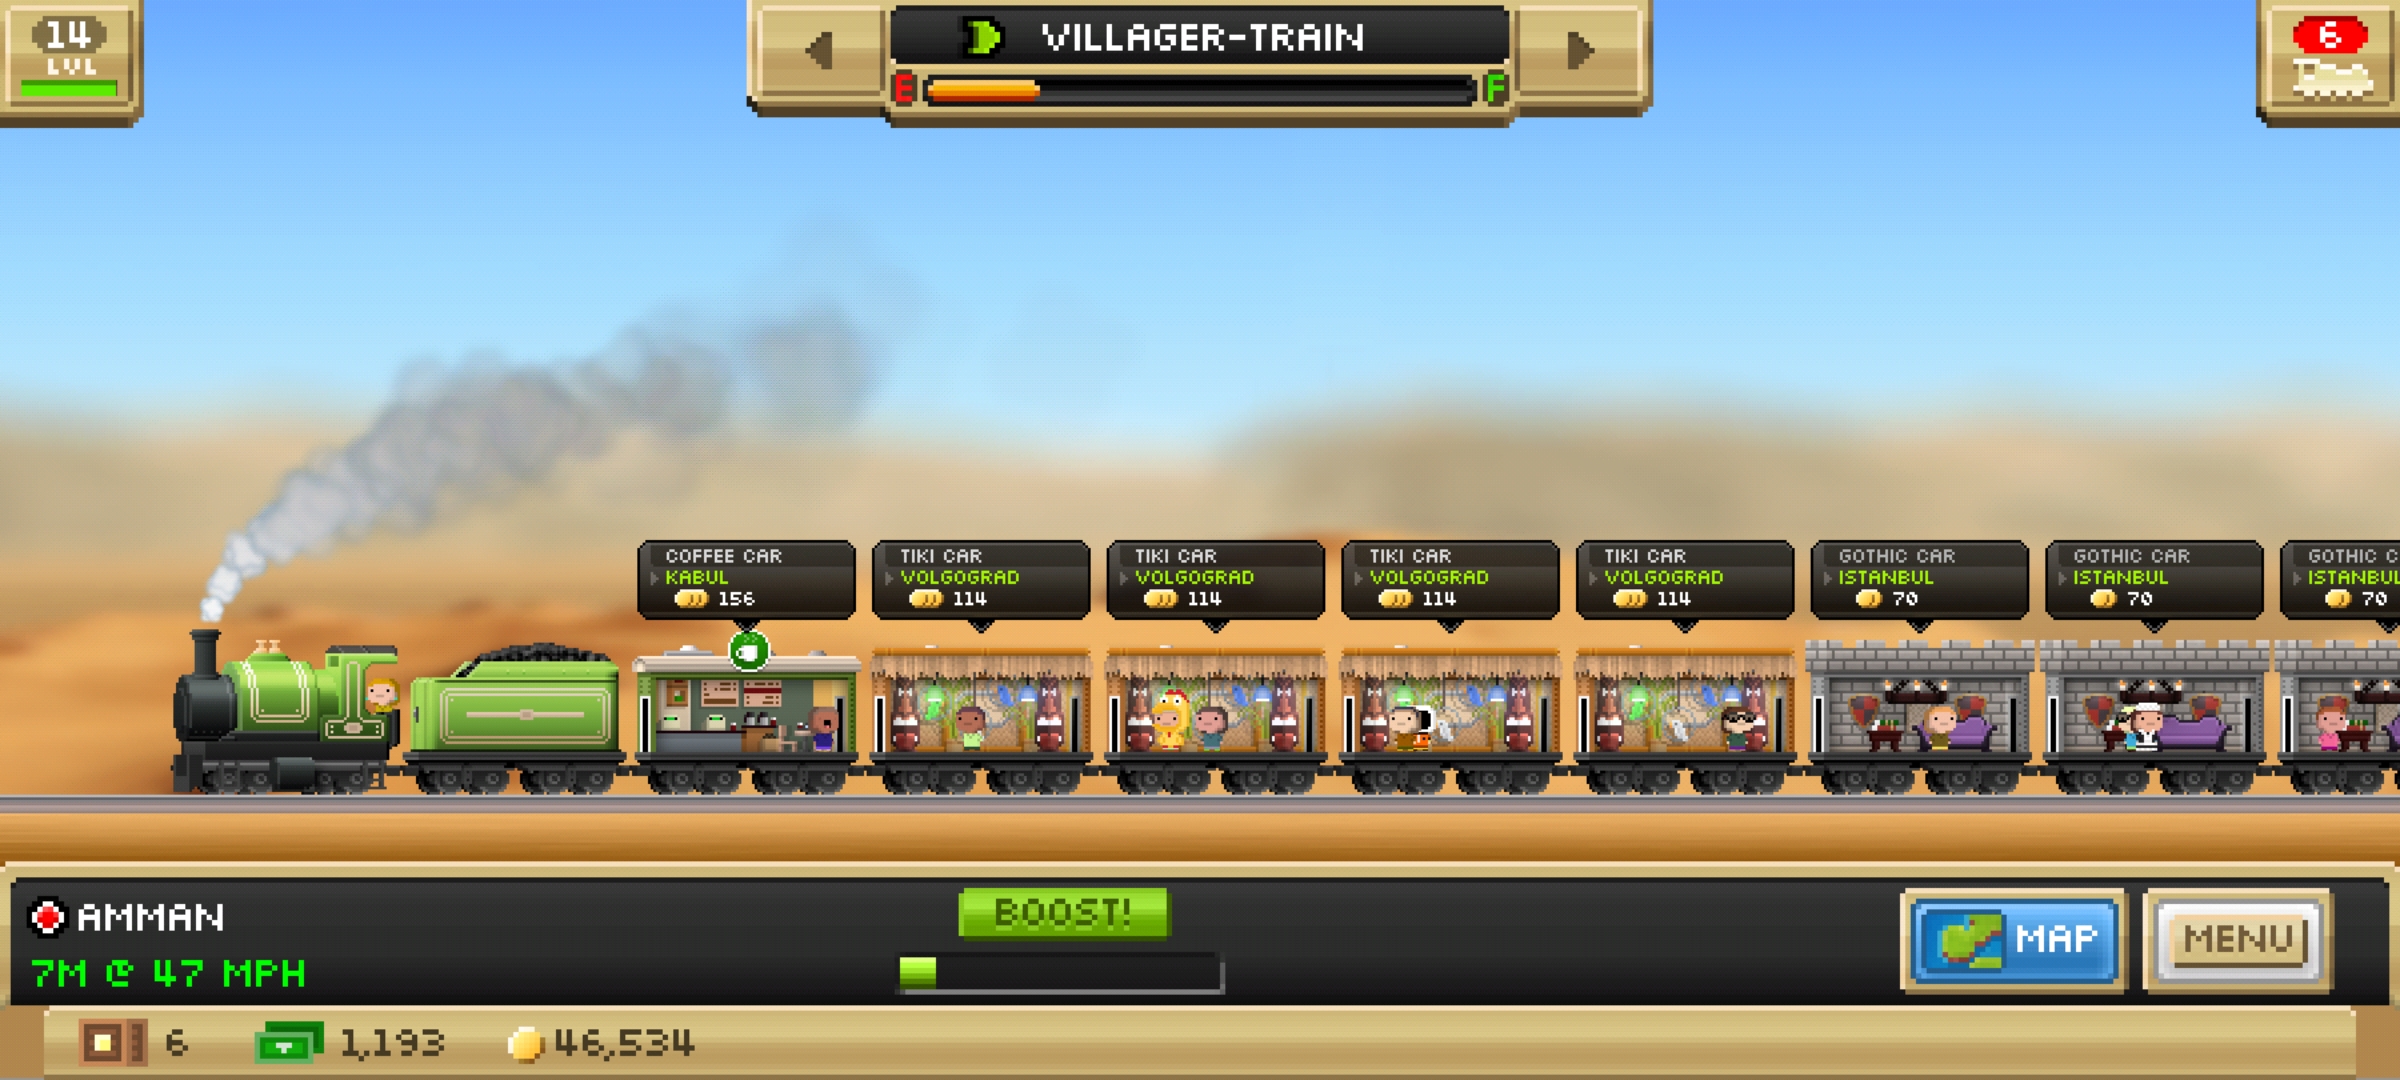 14
LVL
VILLAGER-TRAIN
E
F
6
COFFEE CAR
KABUL
156
TIKI CAR
VOLGOGRAD
114
TIKI CAR
VOLGOGRAD
114
TIKI CAR
VOLGOGRAD
114
TIKI CAR
VOLGOGRAD
114
GOTHIC CAR
ISTANBUL
70
GOTHIC CAR
ISTANBUL
70
GOTHIC C
ISTANBUL
70
AMMAN
7M @ 47 MPH
BOOST!
MAP
MENU
6
1,193
46,534